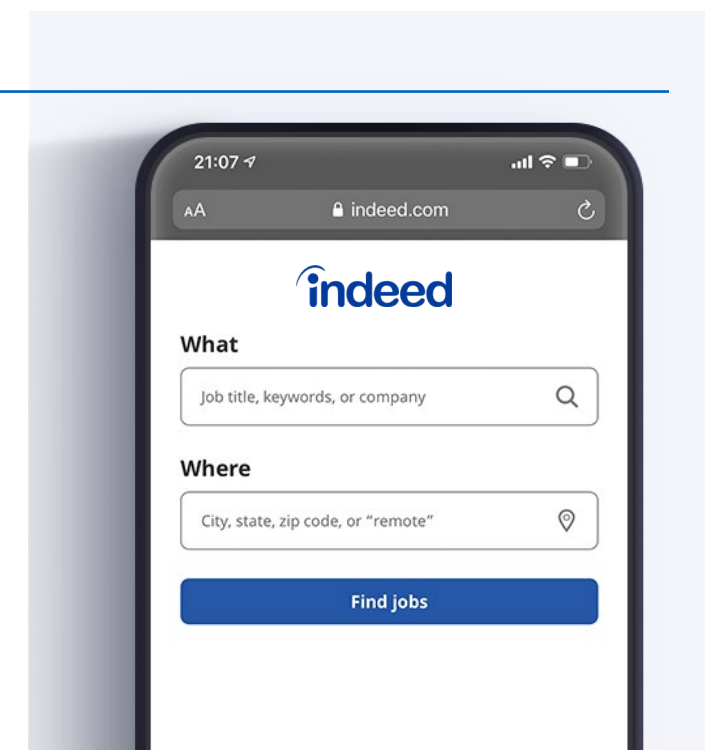 21:07
AA indeed.com
indeed
What
Job title, keywords, or company
Where
City, state, zip code, or “remote”
Find jobs